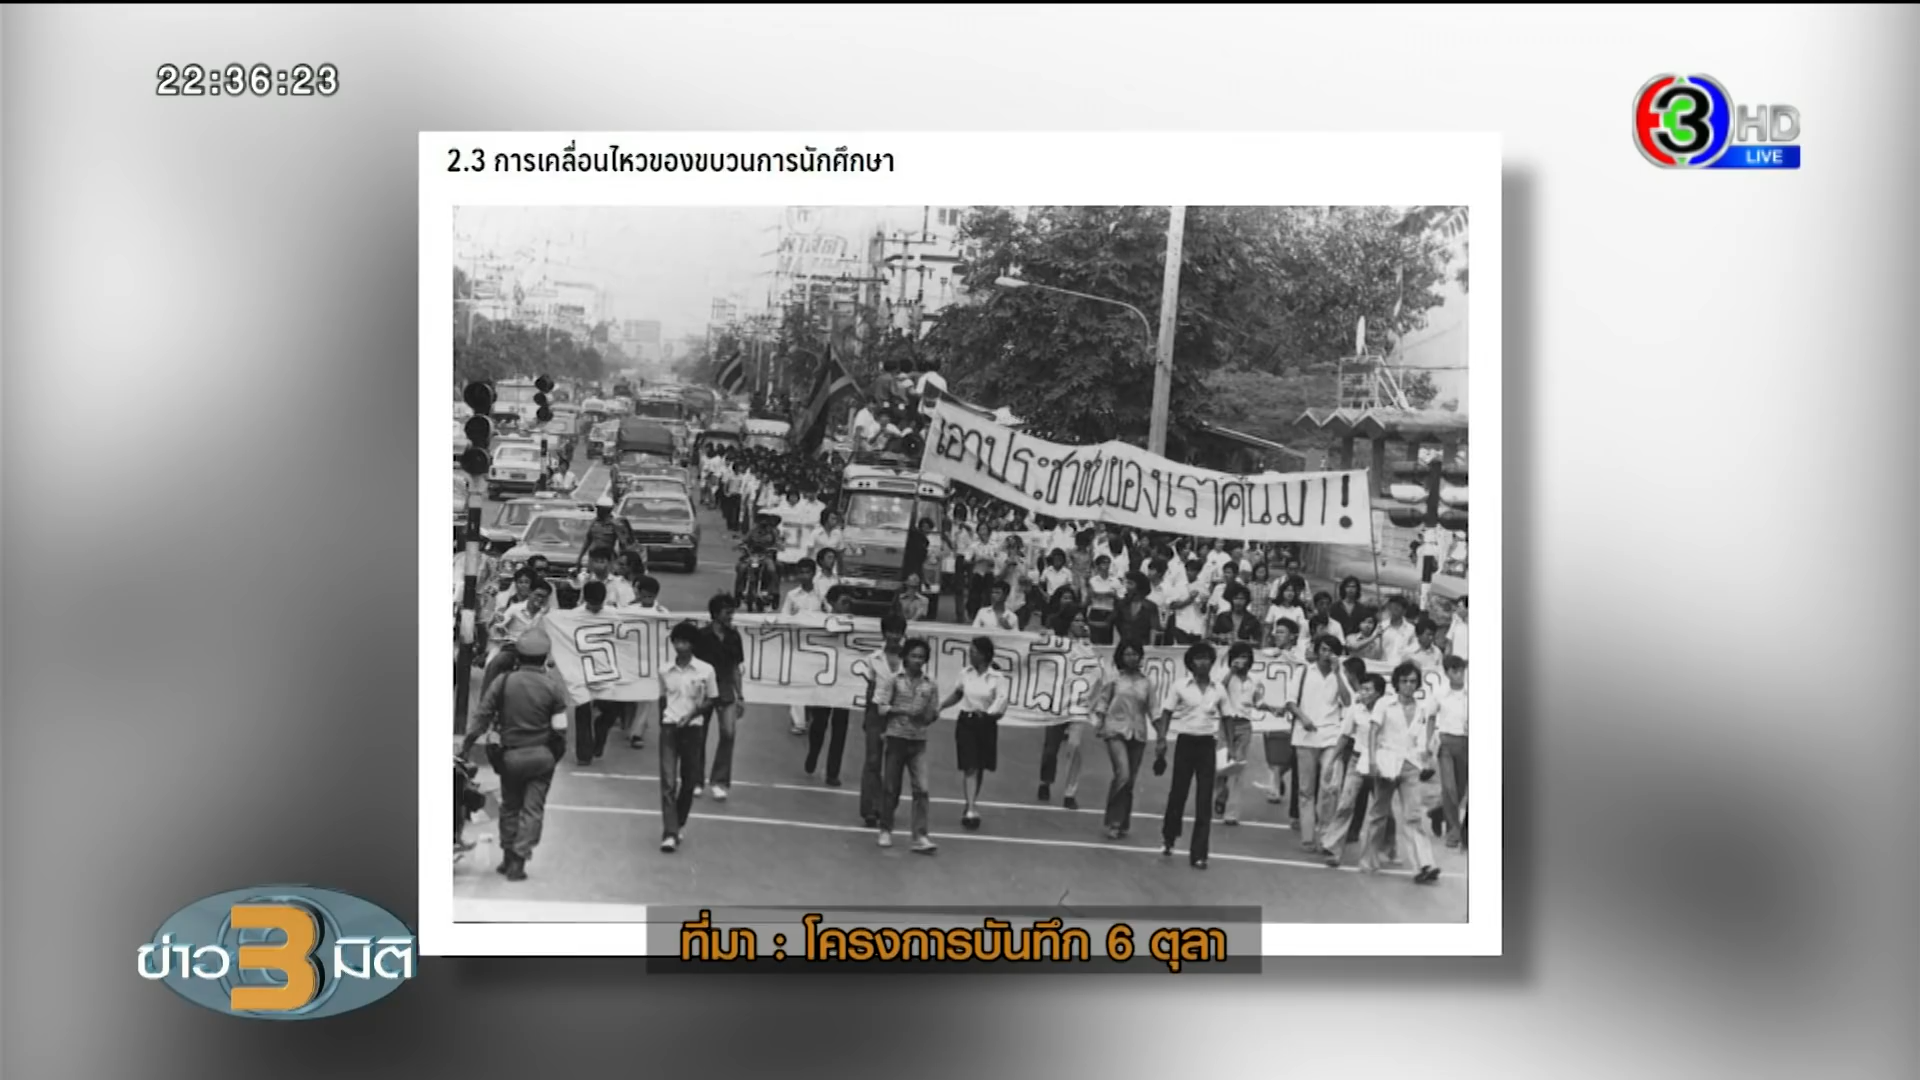 22:36:23
3 HD
LIVE
2.3 การเคลื่อนไหวของขบวนการนักศึกษา
เอาประชาชนของเราคืนมา!
ข่าว 3 มิติ
ที่มา : โครงการบันทึก 6 ตุลา